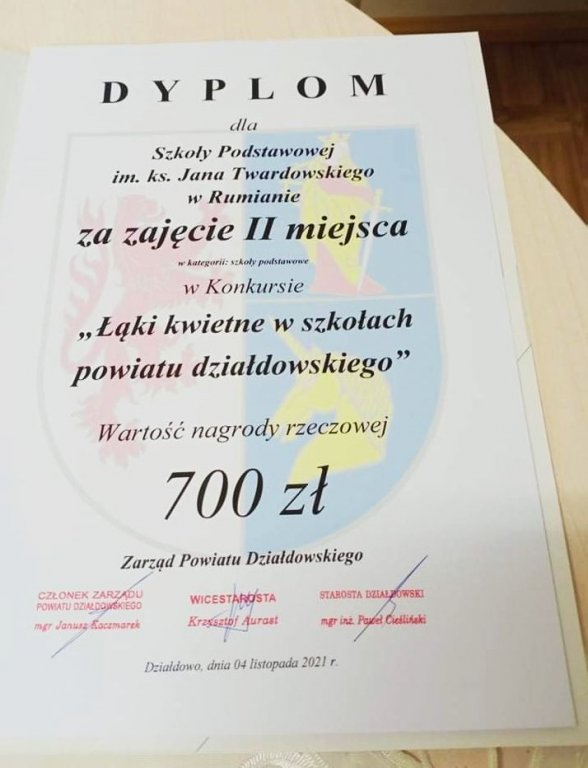 DYPLOM
dla
Szkoły Podstawowej
im. ks. Jana Twardowskiego
w Rumianie
za zajęcie II miejsca
w kategorii: szkoły podstawowe
w Konkursie
„Łąki kwietne w szkołach
powiatu działdowskiego”
Wartość nagrody rzeczowej
700 zł
Zarząd Powiatu Działdowskiego
CZŁONEK ZARZĄDU
POWIATU DZIAŁDOWSKIEGO
mgr Janusz Kaczmarek
WICESTAROSTA
Krzysztof Aurast
STAROSTA DZIAŁDOWSKI
mgr inż. Paweł Cieśliński
Działdowo, dnia 04 listopada 2021 r.